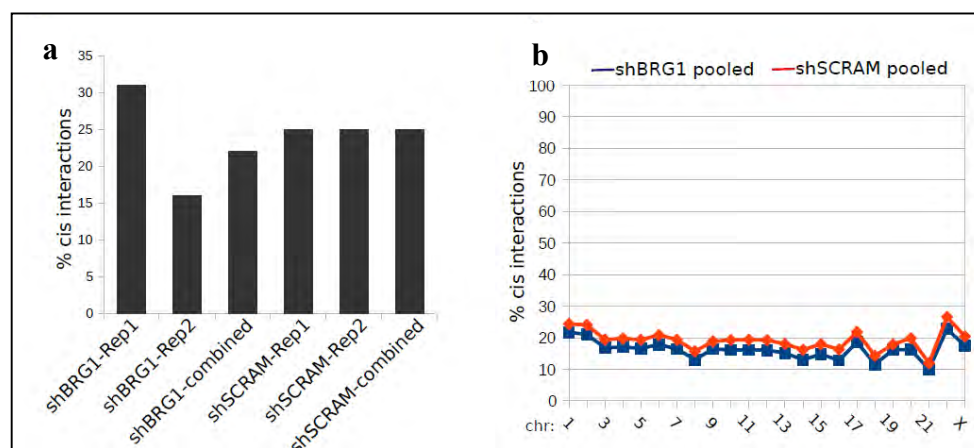 a
35
30
25
20
15
10
5
0
% cis interactions
shBRG1-Rep1
shBRG1-Rep2
shBRG1-combined
shSCRAM-Rep1
shSCRAM-Rep2
shSCRAM-combined
b
shBRG1 pooled shSCRAM pooled
100
90
80
70
60
50
40
30
20
10
0
% cis interactions
chr: 1 3 5 7 9 11 13 15 17 19 21 X